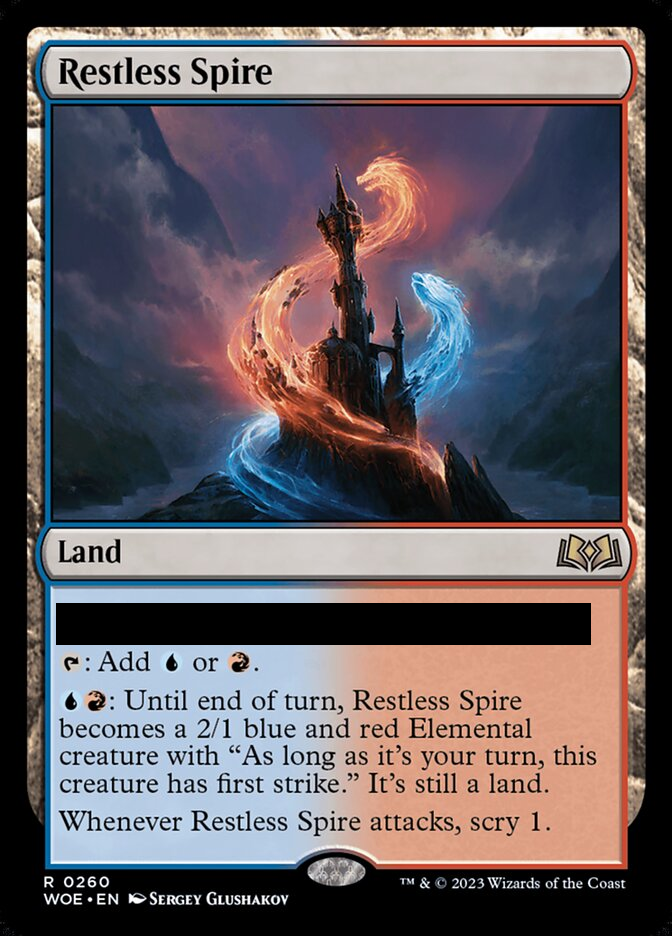 Restless Spire
Land
: Add or .
: Until end of turn, Restless Spire
becomes a 2/1 blue and red Elemental
creature with “As long as it’s your turn, this
creature has first strike.” It’s still a land.
Whenever Restless Spire attacks, scry 1.
R 0260
WOE • EN Sergey Glushakov
™ & © 2023 Wizards of the Coast